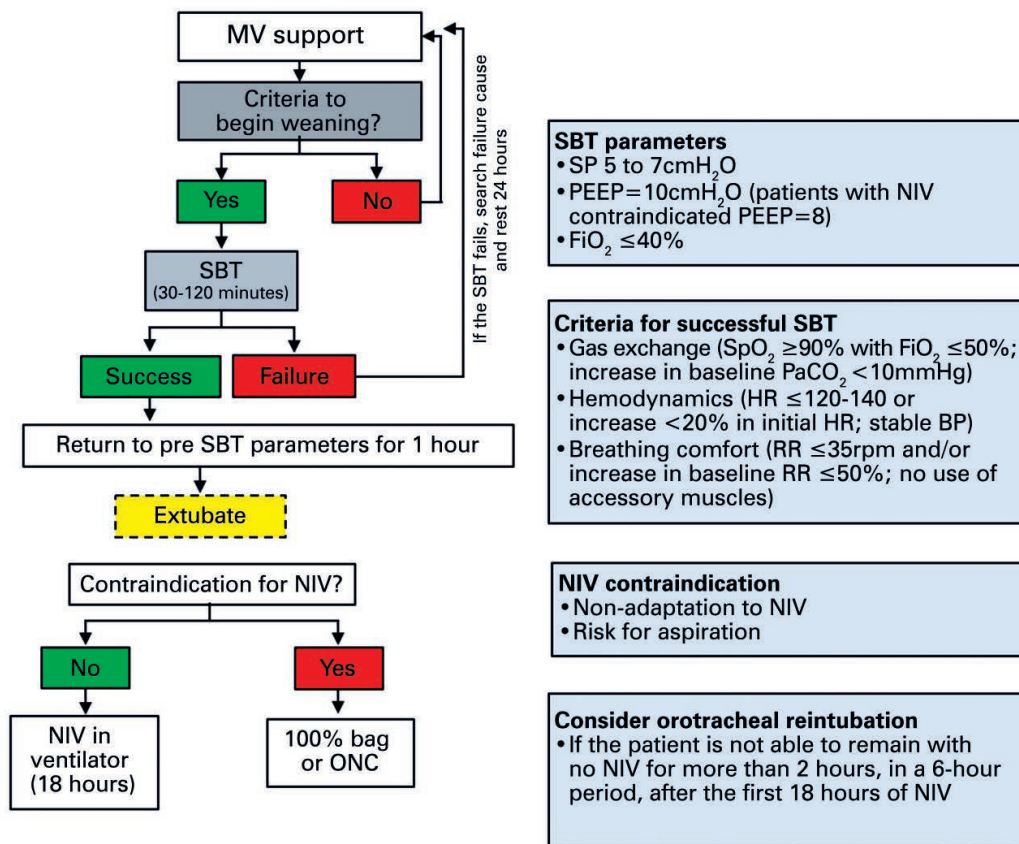 MV support
Criteria to
begin weaning?
Yes
No
If the SBT fails, search failure cause
and rest 24 hours
SBT
(30-120 minutes)
Success
Failure
Return to pre SBT parameters for 1 hour
Extubate
Contraindication for NIV?
No
Yes
NIV in
ventilator
(18 hours)
100% bag
or ONC
SBT parameters
• SP 5 to 7cmH₂O
• PEEP=10cmH₂O (patients with NIV
contraindicated PEEP=8)
• FiO₂ ≤40%
Criteria for successful SBT
• Gas exchange (SpO₂ ≥90% with FiO₂ ≤50%;
increase in baseline PaCO₂ <10mmHg)
• Hemodynamics (HR ≤120-140 or
increase <20% in initial HR; stable BP)
• Breathing comfort (RR ≤35rpm and/or
increase in baseline RR ≤50%; no use of
accessory muscles)
NIV contraindication
• Non-adaptation to NIV
• Risk for aspiration
Consider orotracheal reintubation
• If the patient is not able to remain with
no NIV for more than 2 hours, in a 6-hour
period, after the first 18 hours of NIV